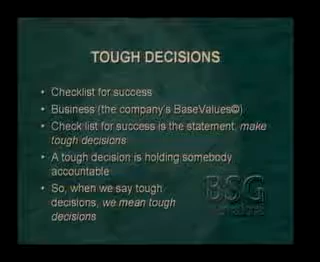 TOUGH DECISIONS
• Checklist for success
• Business (the company's BaseValues©)
• Check list for success is the statement, make
tough decisions
• A tough decision is holding somebody
accountable
• So, when we say tough
decisions, we mean tough
decisions
BSG